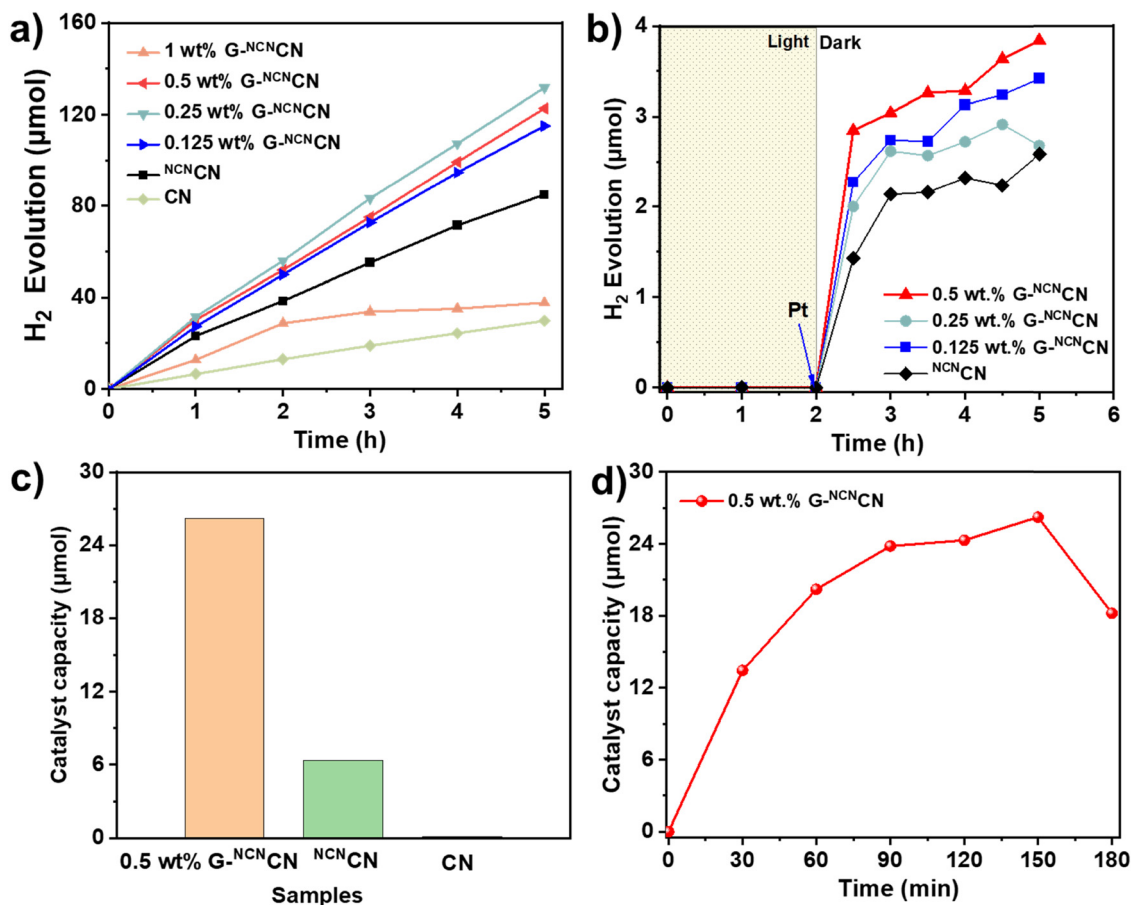 a)
H₂ Evolution (μmol)
160
120
80
40
0
1 wt% G-ᴺᶜᴺCN
0.5 wt% G-ᴺᶜᴺCN
0.25 wt% G-ᴺᶜᴺCN
0.125 wt% G-ᴺᶜᴺCN
ᴺᶜᴺCN
CN
0 1 2 3 4 5
Time (h)
b)
H₂ Evolution (μmol)
4
3
2
1
0
Light Dark
Pt
0.5 wt.% G-ᴺᶜᴺCN
0.25 wt.% G-ᴺᶜᴺCN
0.125 wt.% G-ᴺᶜᴺCN
ᴺᶜᴺCN
0 1 2 3 4 5 6
Time (h)
c)
Catalyst capacity (μmol)
30
24
18
12
6
0
0.5 wt% G-ᴺᶜᴺCN ᴺᶜᴺCN CN
Samples
d)
Catalyst capacity (μmol)
30
24
18
12
6
0
0.5 wt.% G-ᴺᶜᴺCN
0 30 60 90 120 150 180
Time (min)